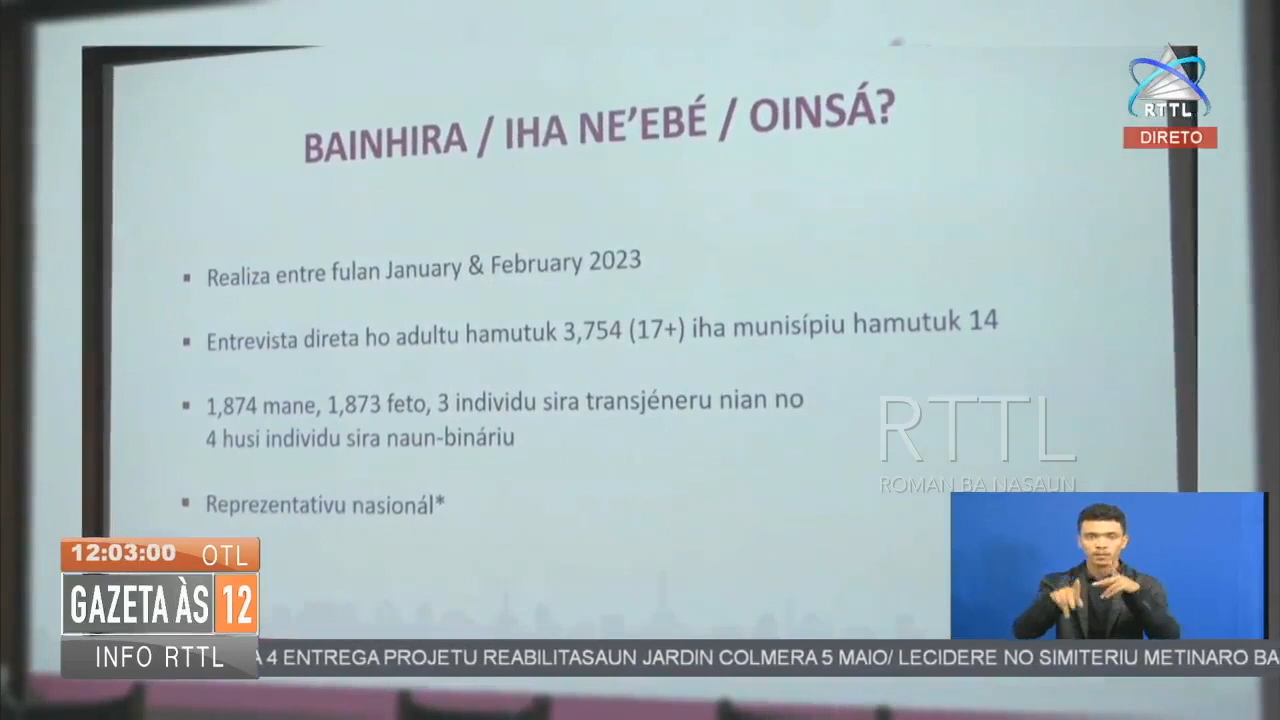 BAINHIRA / IHA NE'EBÉ / OINSÁ?
RTTL
DIRETO
▪ Realiza entre fulan January & February 2023
▪ Entrevista direta ho adultu hamutuk 3,754 (17+) iha munisípiu hamutuk 14
▪ 1,874 mane, 1,873 feto, 3 individu sira transjéneru nian no
4 husi individu sira naun-bináriu
▪ Reprezentativu nasionál*
RTTL
ROMAN BA NASAUN
12:03:00 OTL
GAZETA ÀS 12
INFO RTTL
A 4 ENTREGA PROJETU REABILITASAUN JARDIN COLMERA 5 MAIO/ LECIDERE NO SIMITERIU METINARO BA